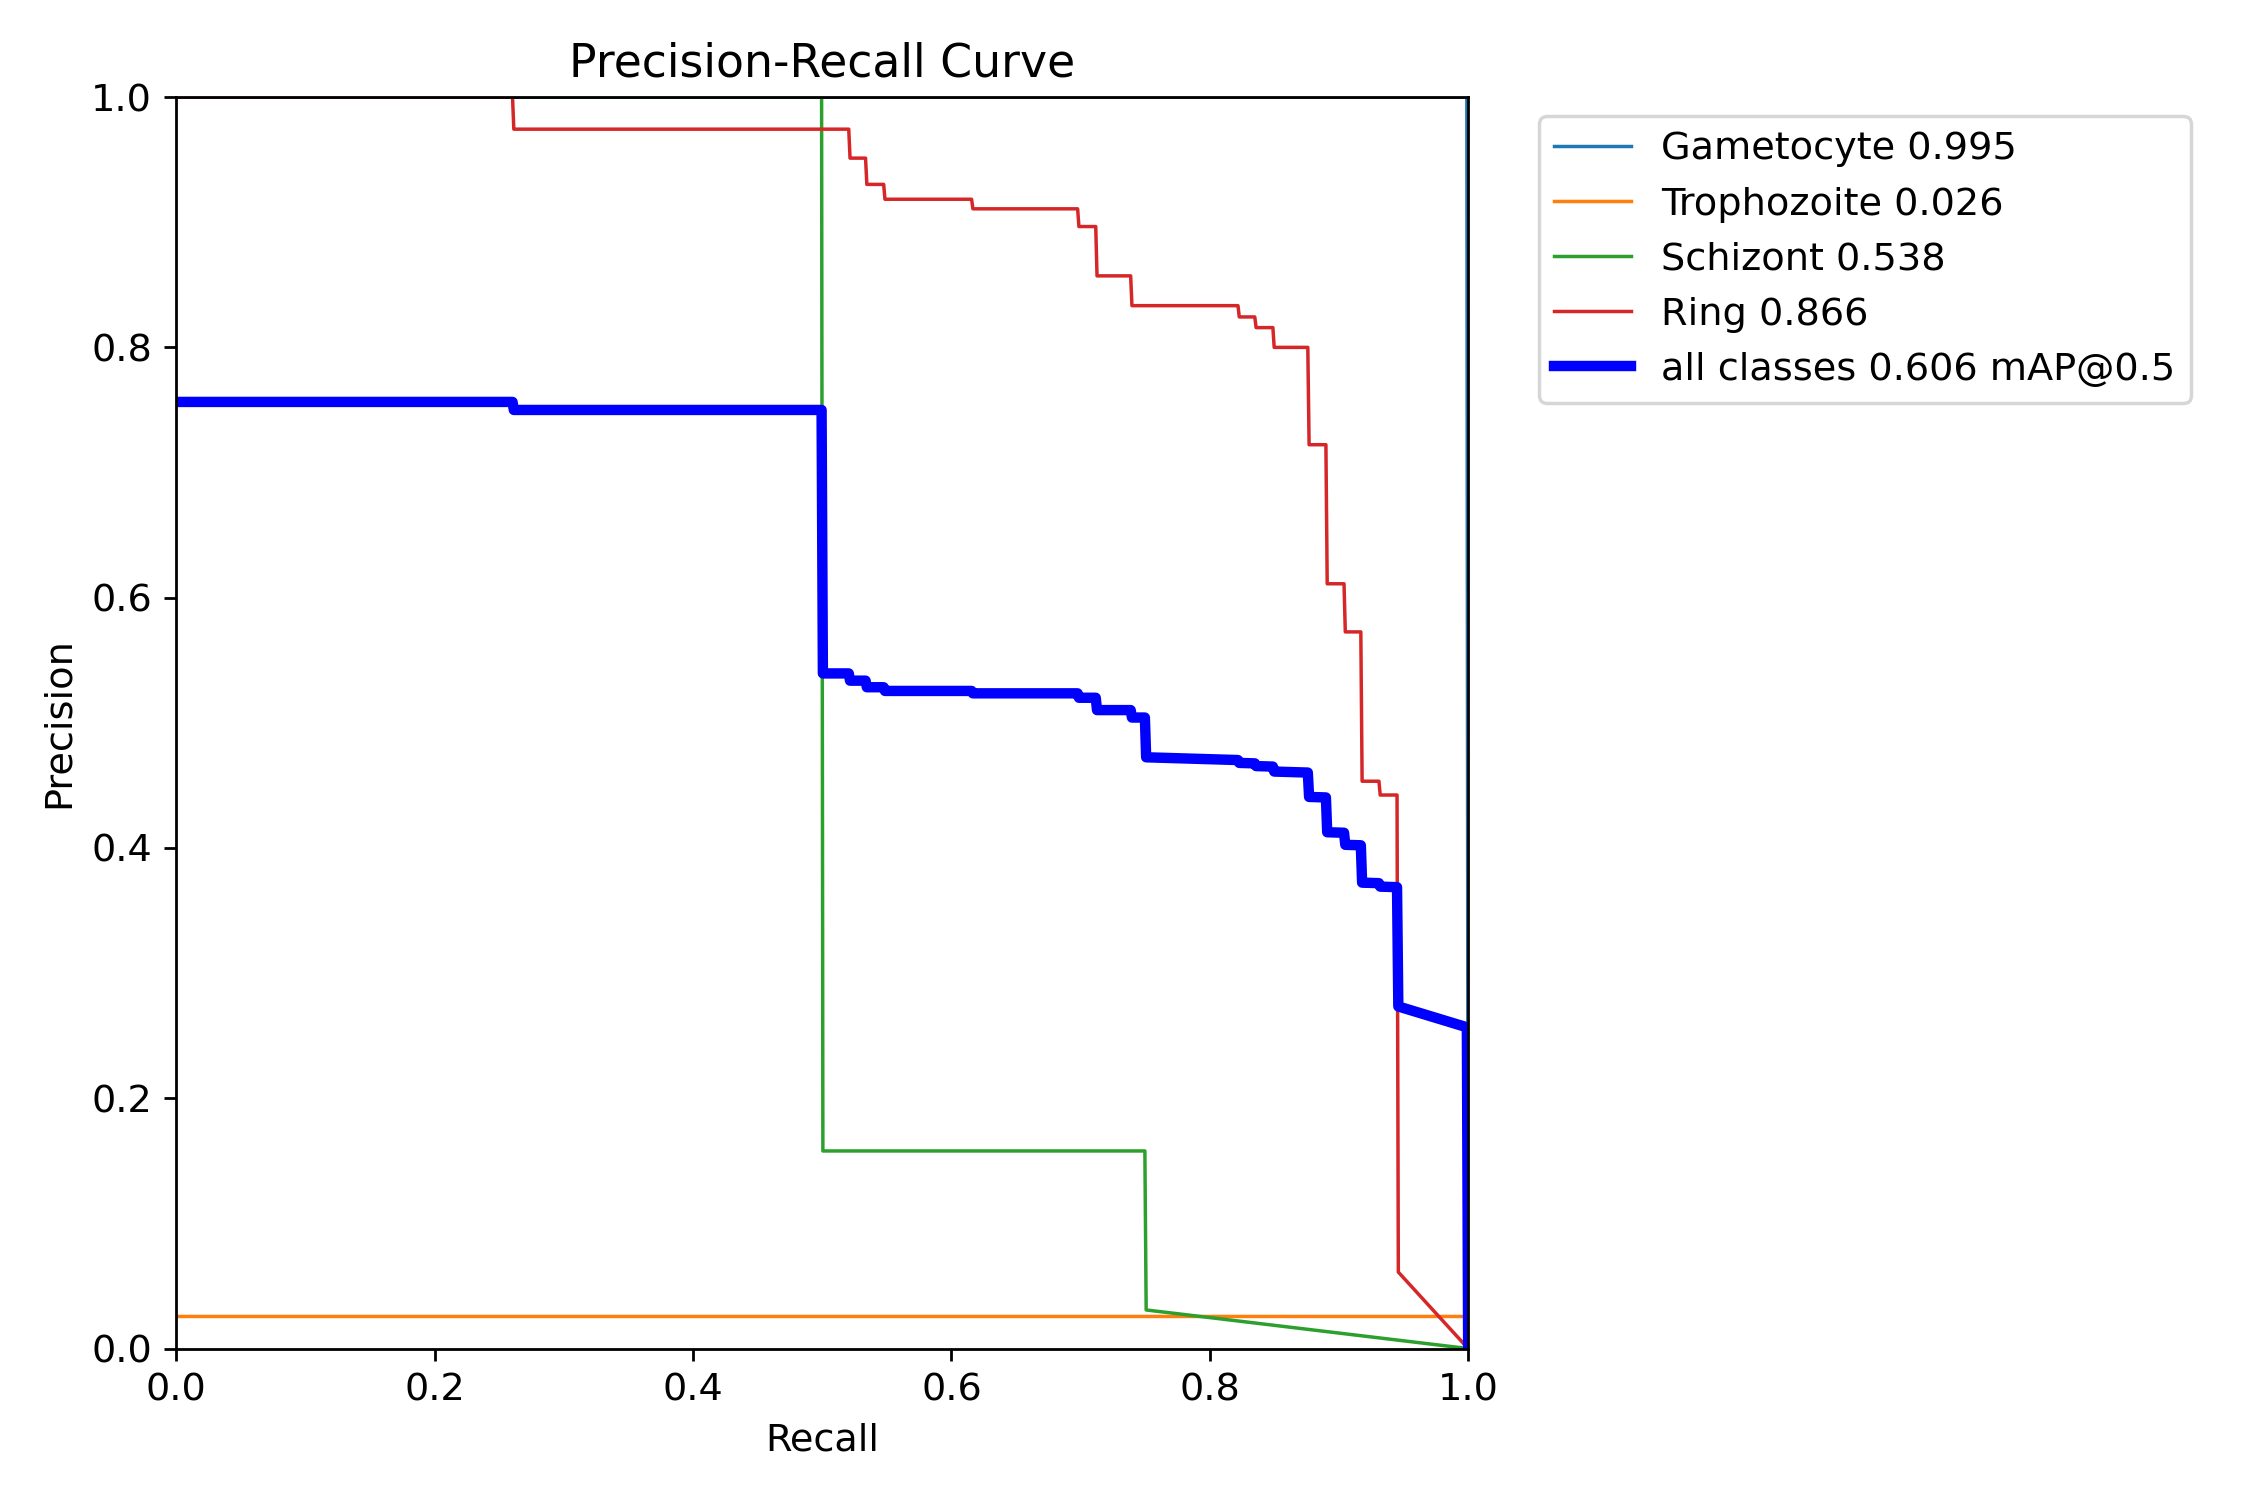 Precision-Recall Curve
1.0
0.8
0.6
0.4
0.2
0.0
Precision
0.0 0.2 0.4 0.6 0.8 1.0
Recall
Gametocyte 0.995
Trophozoite 0.026
Schizont 0.538
Ring 0.866
all classes 0.606 mAP@0.5